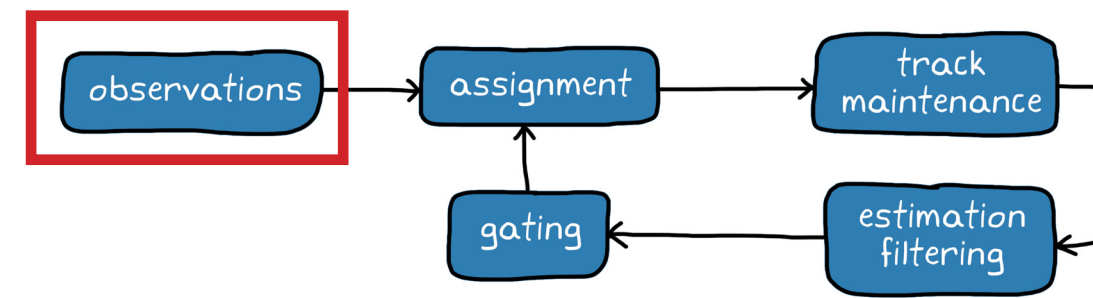 observations
assignment
track
maintenance
gating
estimation
filtering